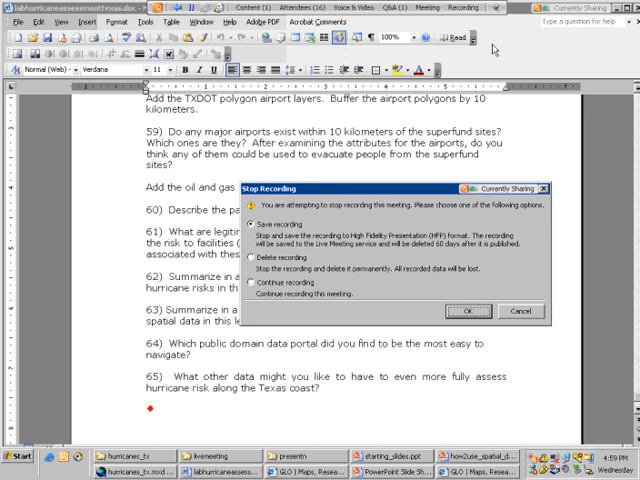 labhurricaneassessmenttexas.doc -
Content (1) Attendees (1) Voice & Video Q&A (1) Meeting Recording
Currently Sharing
File Edit View Insert Format Tools Table Window Help Adobe PDF Acrobat Comments
Type a question for help
100% Read
Normal (Web) Verdana 11 B I U
Add the TXDOT polygon airport layers. Buffer the airport polygons by 10
kilometers.
59) Do any major airports exist within 10 kilometers of the superfund sites?
Which ones are they? After examining the attributes for the airports, do you
think any of them could be used to evacuate people from the superfund
sites?
Add the oil and gas
60) Describe the pa
61) What are legiti
the risk to facilities (
associated with these
62) Summarize in a
hurricane risks in th
63) Summarize in a
spatial data in this le
64) Which public domain data portal did you find to be the most easy to
navigate?
65) What other data might you like to have to even more fully assess
hurricane risk along the Texas coast?
Stop Recording
Currently Sharing
You are attempting to stop recording this meeting. Please choose one of the following options.
Save recording
Stop and save the recording to High Fidelity Presentation (HFP) format. The recording
will be saved to the Live Meeting service and will be deleted 60 days after it is published.
Delete recording
Stop the recording and delete it permanently. All recorded data will be lost.
Continue recording
Continue recording this meeting.
OK Cancel
Start hurricanes_tx livemeeting presentn starting_slides.ppt how2use_spatial_d...
4:59 PM
hurricanes_tx.mxd ... labhurricaneassess... GLO | Maps, Resea... PowerPoint Slide Sh... GLO | Maps, Resea...
Wednesday